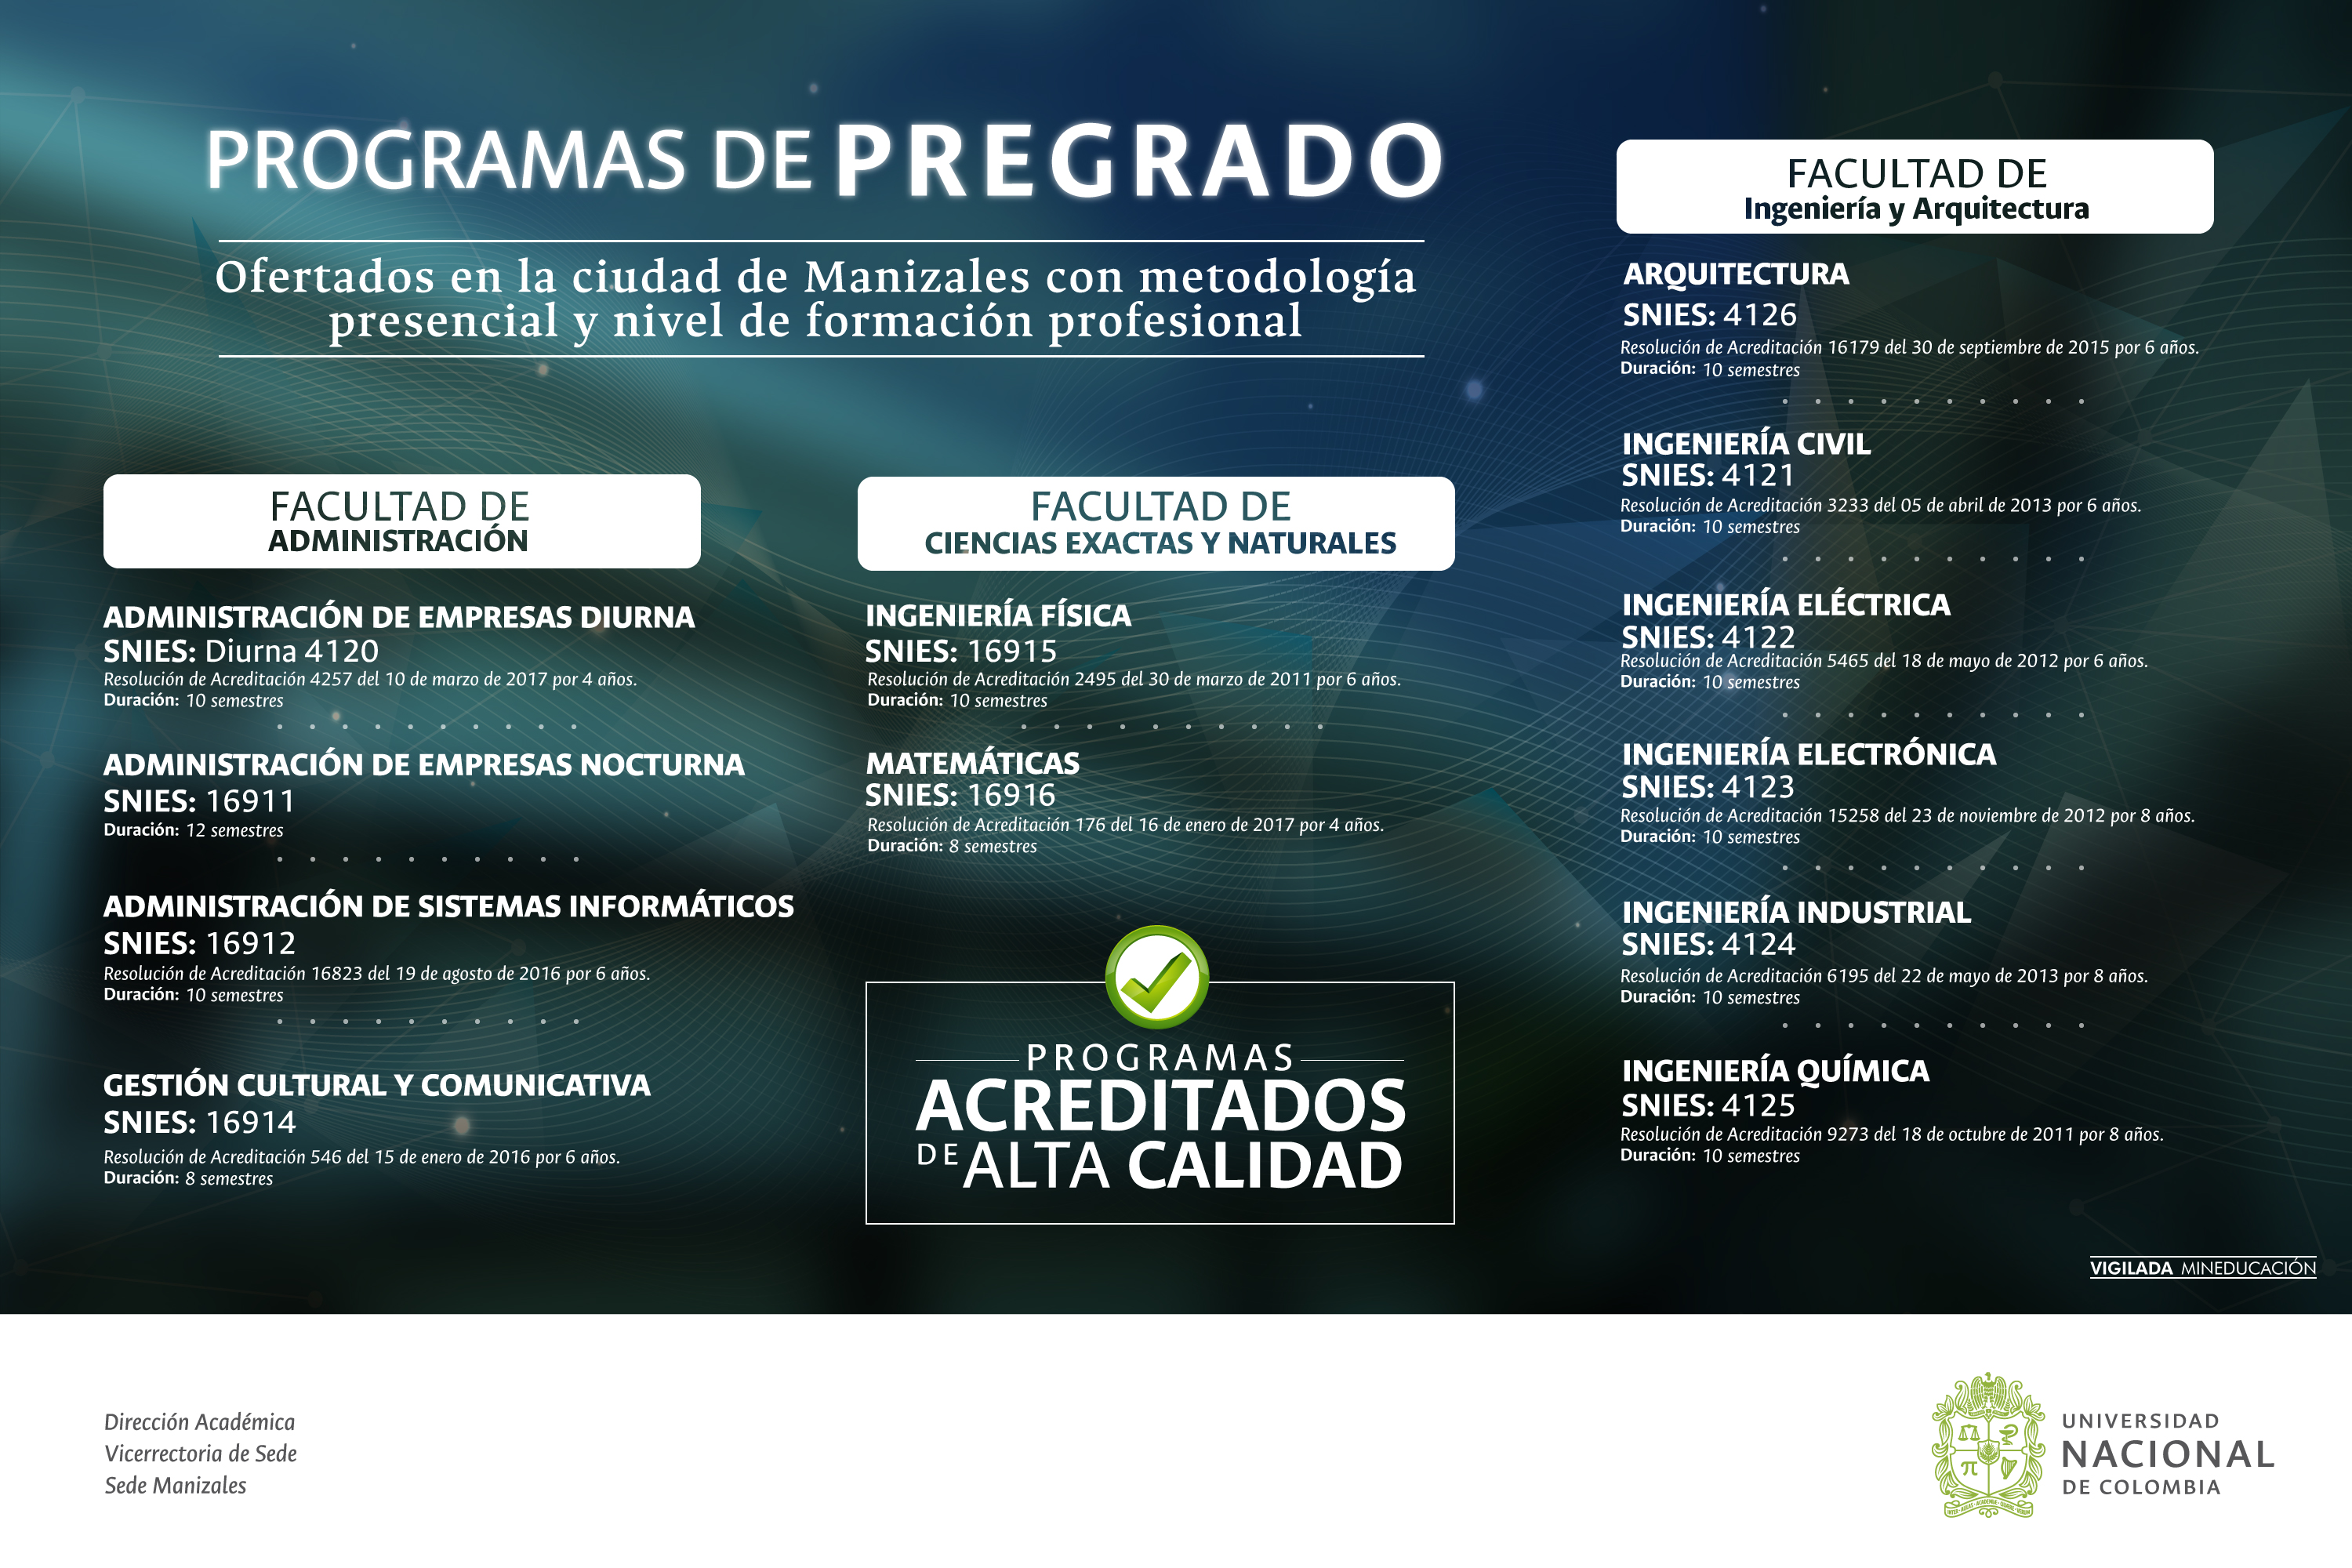 PROGRAMAS DE PREGRADO
Ofertados en la ciudad de Manizales con metodología
presencial y nivel de formación profesional
FACULTAD DE
ADMINISTRACIÓN
ADMINISTRACIÓN DE EMPRESAS DIURNA
SNIES: Diurna 4120
Resolución de Acreditación 4257 del 10 de marzo de 2017 por 4 años.
Duración: 10 semestres
ADMINISTRACIÓN DE EMPRESAS NOCTURNA
SNIES: 16911
Duración: 12 semestres
ADMINISTRACIÓN DE SISTEMAS INFORMÁTICOS
SNIES: 16912
Resolución de Acreditación 16823 del 19 de agosto de 2016 por 6 años.
Duración: 10 semestres
GESTIÓN CULTURAL Y COMUNICATIVA
SNIES: 16914
Resolución de Acreditación 546 del 15 de enero de 2016 por 6 años.
Duración: 8 semestres
FACULTAD DE
CIENCIAS EXACTAS Y NATURALES
INGENIERÍA FÍSICA
SNIES: 16915
Resolución de Acreditación 2495 del 30 de marzo de 2011 por 6 años.
Duración: 10 semestres
MATEMÁTICAS
SNIES: 16916
Resolución de Acreditación 176 del 16 de enero de 2017 por 4 años.
Duración: 8 semestres
PROGRAMAS
ACREDITADOS
DE ALTA CALIDAD
FACULTAD DE
Ingeniería y Arquitectura
ARQUITECTURA
SNIES: 4126
Resolución de Acreditación 16179 del 30 de septiembre de 2015 por 6 años.
Duración: 10 semestres
INGENIERÍA CIVIL
SNIES: 4121
Resolución de Acreditación 3233 del 05 de abril de 2013 por 6 años.
Duración: 10 semestres
INGENIERÍA ELÉCTRICA
SNIES: 4122
Resolución de Acreditación 5465 del 18 de mayo de 2012 por 6 años.
Duración: 10 semestres
INGENIERÍA ELECTRÓNICA
SNIES: 4123
Resolución de Acreditación 15258 del 23 de noviembre de 2012 por 8 años.
Duración: 10 semestres
INGENIERÍA INDUSTRIAL
SNIES: 4124
Resolución de Acreditación 6195 del 22 de mayo de 2013 por 8 años.
Duración: 10 semestres
INGENIERÍA QUÍMICA
SNIES: 4125
Resolución de Acreditación 9273 del 18 de octubre de 2011 por 8 años.
Duración: 10 semestres
VIGILADA MINEDUCACIÓN
Dirección Académica
Vicerrectoria de Sede
Sede Manizales
UNIVERSIDAD
NACIONAL
DE COLOMBIA